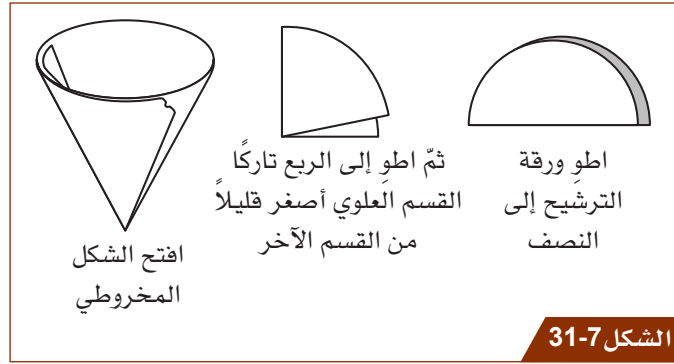 اطوِ ورقة
الترشيح إلى
النصف
ثمّ اطوِ إلى الربع تاركًا
القسم العلوي أصغر قليلاً
من القسم الآخر
افتح الشكل
المخروطي
الشكل 7-31